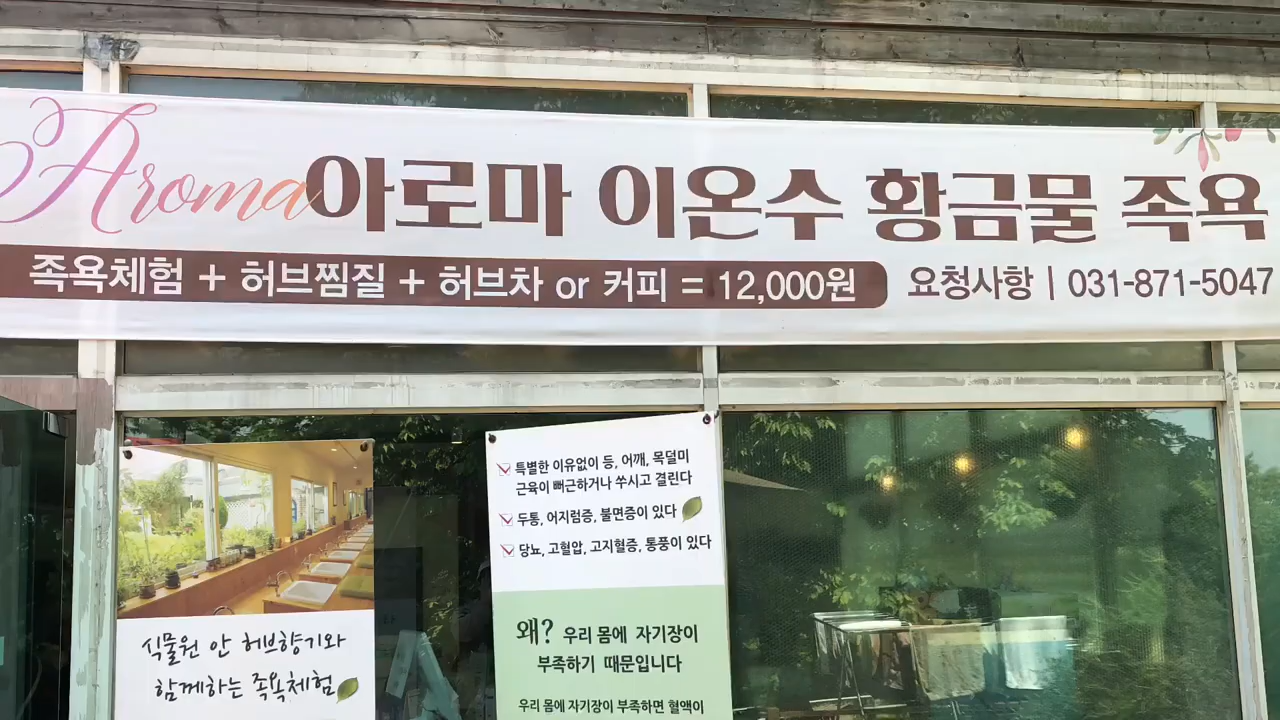 Aroma 아로마 이온수 황금물 족욕
족욕체험 + 허브찜질 + 허브차 or 커피 = 12,000원
요청사항 | 031-871-5047
식물원 안 허브향기와
함께하는 족욕체험
특별한 이유없이 등, 어깨, 목덜미
근육이 뻐근하거나 쑤시고 결린다
두통, 어지럼증, 불면증이 있다
당뇨, 고혈압, 고지혈증, 통풍이 있다
왜? 우리 몸에 자기장이
부족하기 때문입니다
우리 몸에 자기장이 부족하면 혈액이